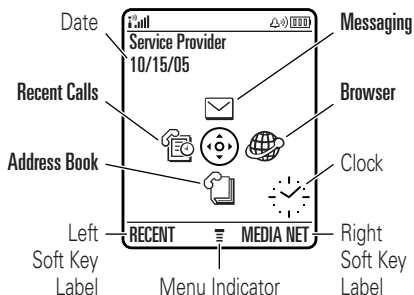 Date
Messaging
Service Provider
10/15/05
Recent Calls
Browser
Address Book
Clock
Left
Soft Key
Label
RECENT
MEDIA NET
Right
Soft Key
Label
Menu Indicator